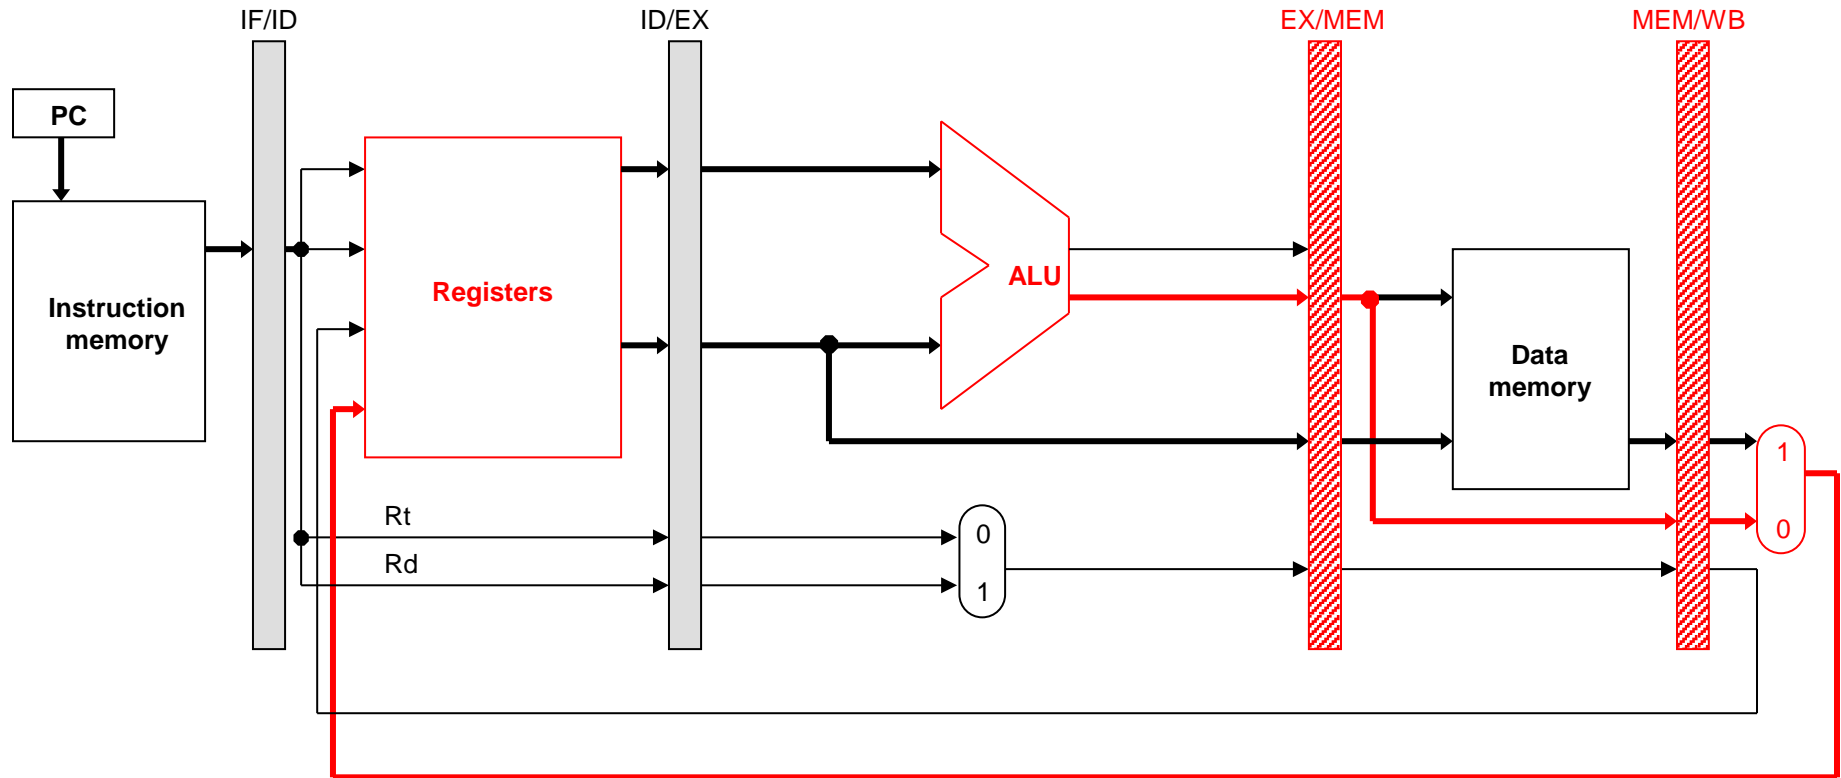 IF/ID
ID/EX
EX/MEM
MEM/WB
PC
Instruction
memory
Registers
ALU
Data
memory
1
0
Rt
Rd
0
1